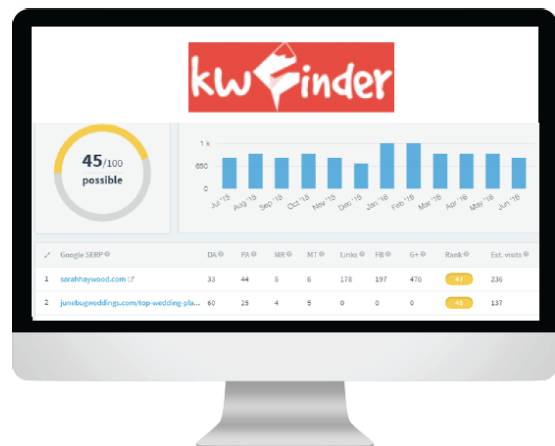 kwfinder
45/100
possible
1 k
650
0
Jul '15 Aug '15 Sep '15 Oct '15 Nov '15 Dec '15 Jan '16 Feb '16 Mar '16 Apr '16 May '16 Jun '16
Google SERP DA PA MR MT Links FB G+ Rank Est. visits
1 sarahhaywood.com 33 44 5 6 178 197 476 47 236
2 junebugweddings.com/top-wedding-pla... 60 25 4 5 0 0 0 45 137